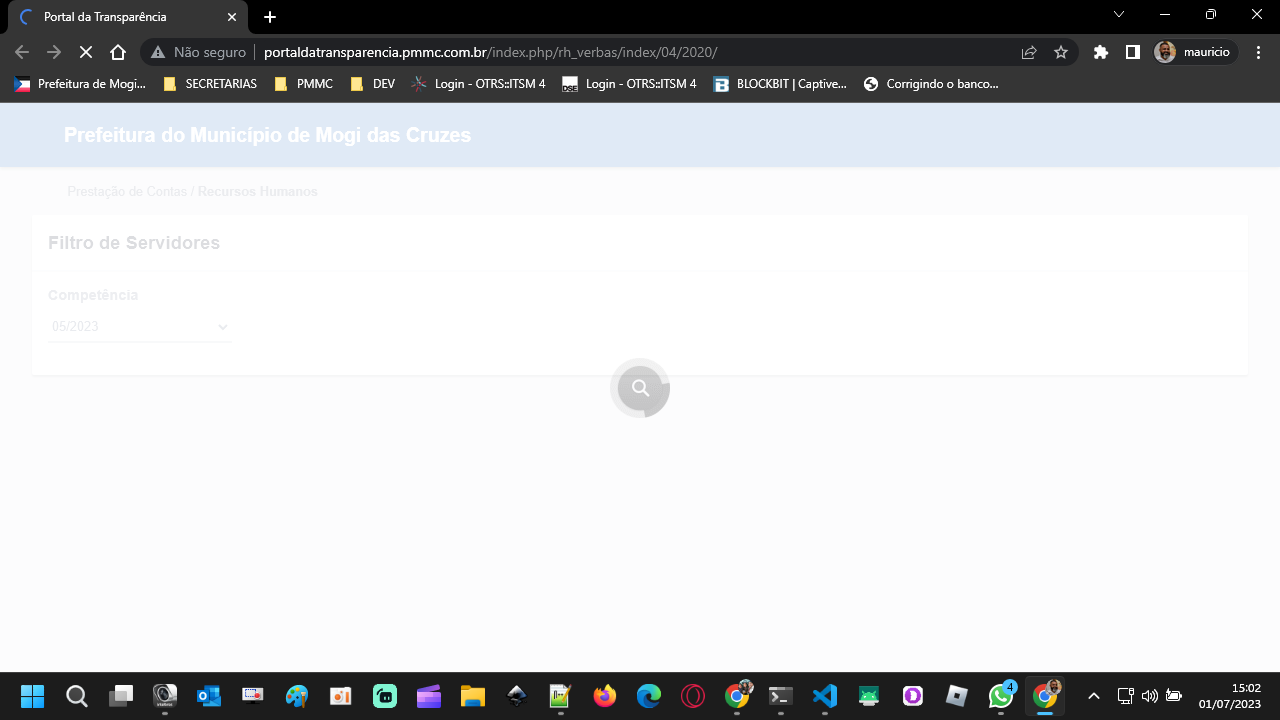 Portal da Transparência
Não seguro
portaldatransparencia.pmmc.com.br/index.php/rh_verbas/index/04/2020/
mauricio
Prefeitura de Mogi...
SECRETARIAS
PMMC
DEV
Login - OTRS::ITSM 4
DSE
Login - OTRS::ITSM 4
BLOCKBIT | Captive...
Corrigindo o banco...
Prefeitura do Município de Mogi das Cruzes
Prestação de Contas / Recursos Humanos
Filtro de Servidores
Competência
05/2023
4
15:02
01/07/2023